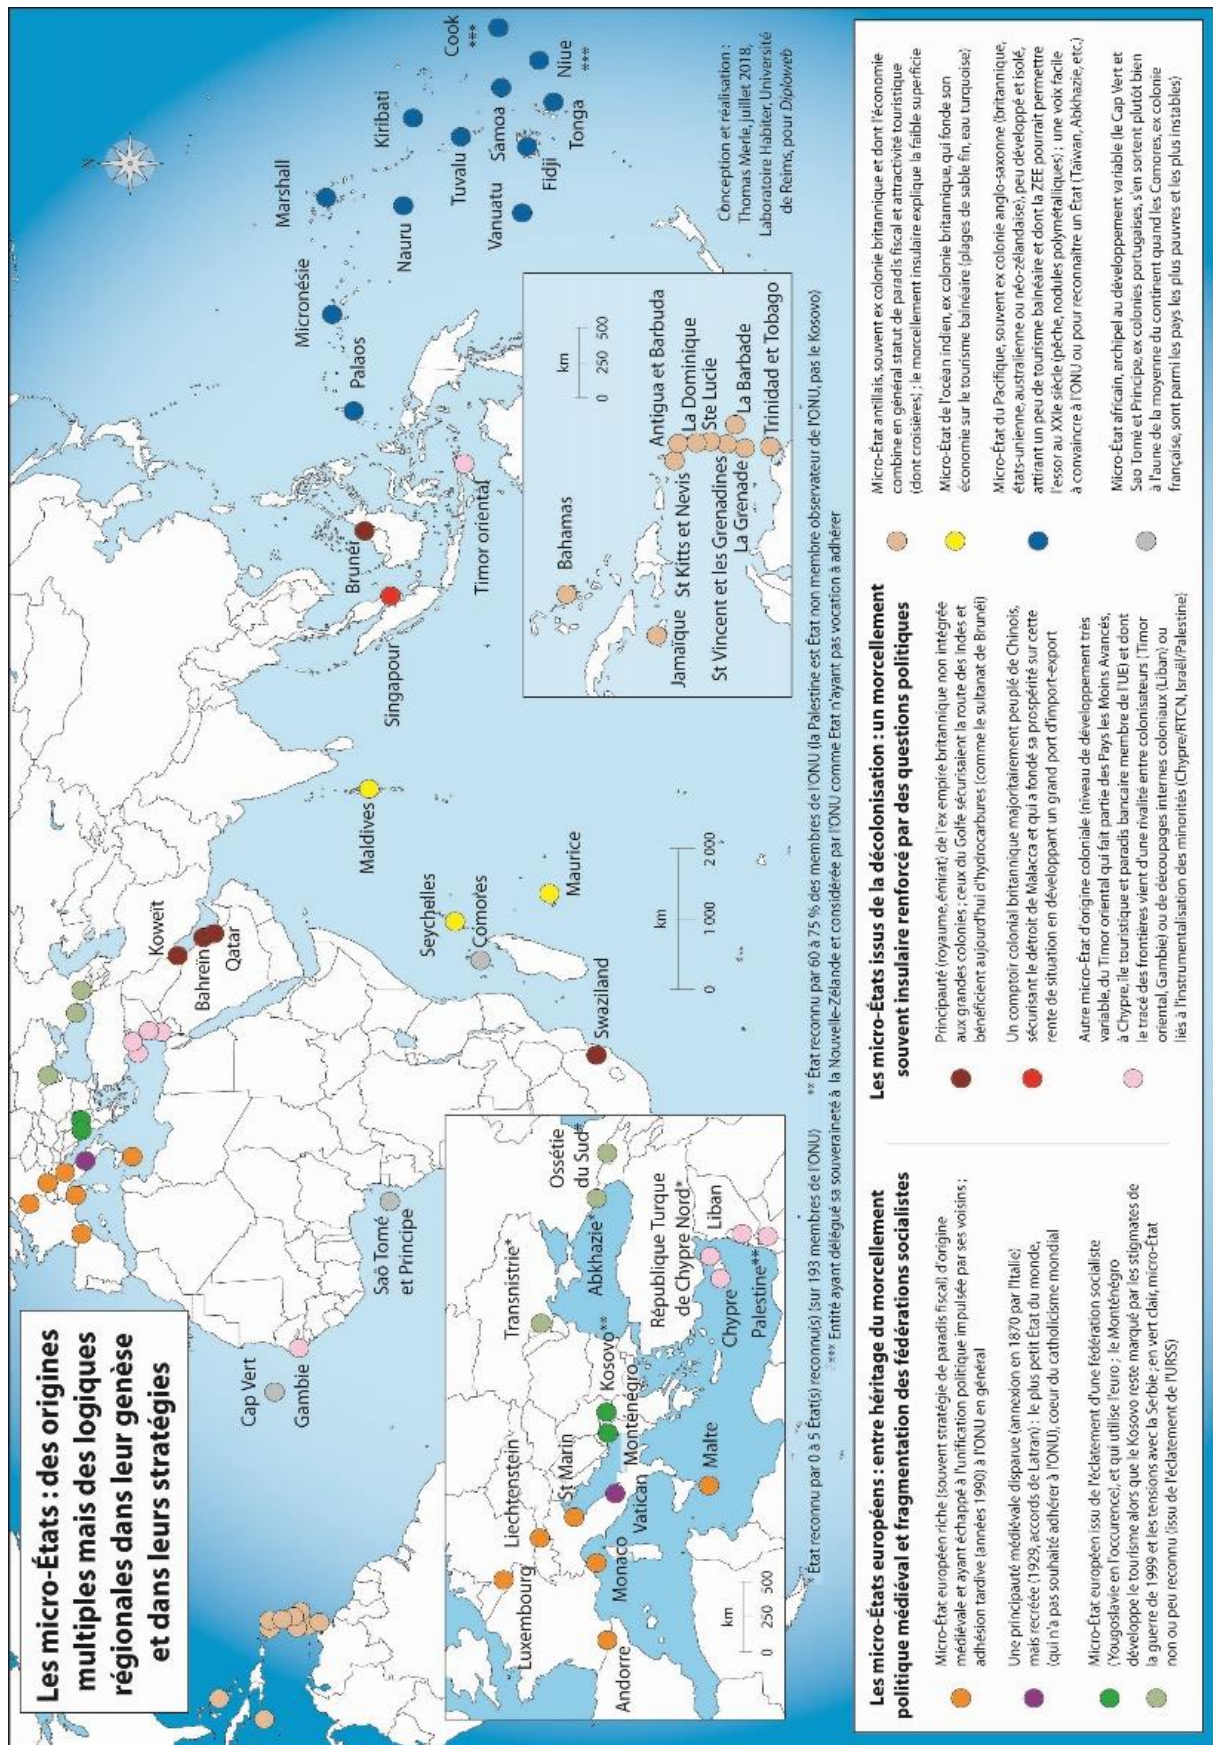 Les micro-États : des origines
multiples mais des logiques
régionales dans leur genèse
et dans leurs stratégies
Cap Vert
Gambie
Saõ Tomé
et Principe
Koweït
Bahreïn
Qatar
Swaziland
Seychelles
Comores
Maurice
Maldives
Singapour
Brunéi
Timor oriental
Palaos
Micronésie
Marshall
Nauru
Kiribati
Tuvalu
Vanuatu
Samoa
Fidji
Tonga
Cook
***
Niue
***
N
km
0 1 000 2 000
Conception et réalisation :
Thomas Merle, juillet 2018,
Laboratoire Habiter, Université
de Reims, pour Diploweb
Luxembourg
Liechtenstein
St Marin
Andorre
Monaco
Vatican
Monténégro
Kosovo**
Malte
Transnistrie*
Abkhazie*
Ossétie
du Sud*
République Turque
de Chypre Nord*
Chypre
Liban
Palestine**
km
0 250 500
Bahamas
Jamaïque
St Kitts et Nevis
Antigua et Barbuda
La Dominique
Ste Lucie
St Vincent et les Grenadines
La Barbade
La Grenade
Trinidad et Tobago
km
0 250 500
* État reconnu par 0 à 5 État(s) reconnu(s) (sur 193 membres de l'ONU)
** État reconnu par 60 à 75 % des membres de l'ONU (la Palestine est État non membre observateur de l'ONU, pas le Kosovo)
*** Entité ayant délégué sa souveraineté à la Nouvelle-Zélande et considérée par l'ONU comme Etat n'ayant pas vocation à adhérer
Les micro-États européens : entre héritage du morcellement
politique médiéval et fragmentation des fédérations socialistes
Micro-État européen riche (souvent stratégie de paradis fiscal) d'origine
médiévale et ayant échappé à l'unification politique impulsée par ses voisins ;
adhésion tardive (années 1990) à l'ONU en général
Une principauté médiévale disparue (annexion en 1870 par l'Italie)
mais recréée (1929, accords de Latran) : le plus petit État du monde,
(qui n'a pas souhaité adhérer à l'ONU), coeur du catholicisme mondial
Micro-État européen issu de l'éclatement d'une fédération socialiste
(Yougoslavie en l'occurence), et qui utilise l'euro ; le Monténégro
développe le tourisme alors que le Kosovo reste marqué par les stigmates de
la guerre de 1999 et les tensions avec la Serbie ; en vert clair, micro-État
non ou peu reconnu (issu de l'éclatement de l'URSS)
Les micro-États issus de la décolonisation : un morcellement
souvent insulaire renforcé par des questions politiques
Principauté (royaume, émirat) de l'ex empire britannique non intégrée
aux grandes colonies ; ceux du Golfe sécurisaient la route des Indes et
bénéficient aujourd'hui d'hydrocarbures (comme le sultanat de Brunéi)
Un comptoir colonial britannique majoritairement peuplé de Chinois,
sécurisant le détroit de Malacca et qui a fondé sa prospérité sur cette
rente de situation en développant un grand port d'import-export
Autre micro-État d'origine coloniale (niveau de développement très
variable, du Timor oriental qui fait partie des Pays les Moins Avancés,
à Chypre, île touristique et paradis bancaire membre de l'UE) et dont
le tracé des frontières vient d'une rivalité entre colonisateurs (Timor
oriental, Gambie) ou de découpages internes coloniaux (Liban) ou
liés à l'instrumentalisation des minorités (Chypre/RTCN, Israël/Palestine)
Micro-État antillais, souvent ex colonie britannique et dont l'économie
combine en général statut de paradis fiscal et attractivité touristique
(dont croisières) ; le morcellement insulaire explique la faible superficie
Micro-État de l'océan indien, ex colonie britannique, qui fonde son
économie sur le tourisme balnéaire (plages de sable fin, eau turquoise)
Micro-État du Pacifique, souvent ex colonie anglo-saxonne (britannique,
états-unienne, australienne ou néo-zélandaise), peu développé et isolé,
attirant un peu de tourisme balnéaire et dont la ZEE pourrait permettre
l'essor au XXIe siècle (pêche, nodules polymétalliques) ; une voix facile
à convaincre à l'ONU ou pour reconnaître un État (Taïwan, Abkhazie, etc.)
Micro-État africain, archipel au développement variable (le Cap Vert et
Sao Tome et Principe, ex colonies portugaises, s'en sortent plutôt bien
à l'aune de la moyenne du continent quand les Comores, ex colonie
française, sont parmi les pays les plus pauvres et les plus instables)